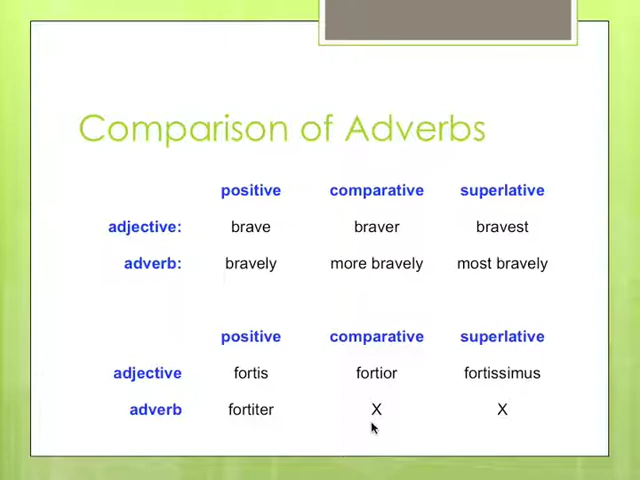 Comparison of Adverbs
positive comparative superlative
adjective: brave braver bravest
adverb: bravely more bravely most bravely
positive comparative superlative
adjective fortis fortior fortissimus
adverb fortiter X X